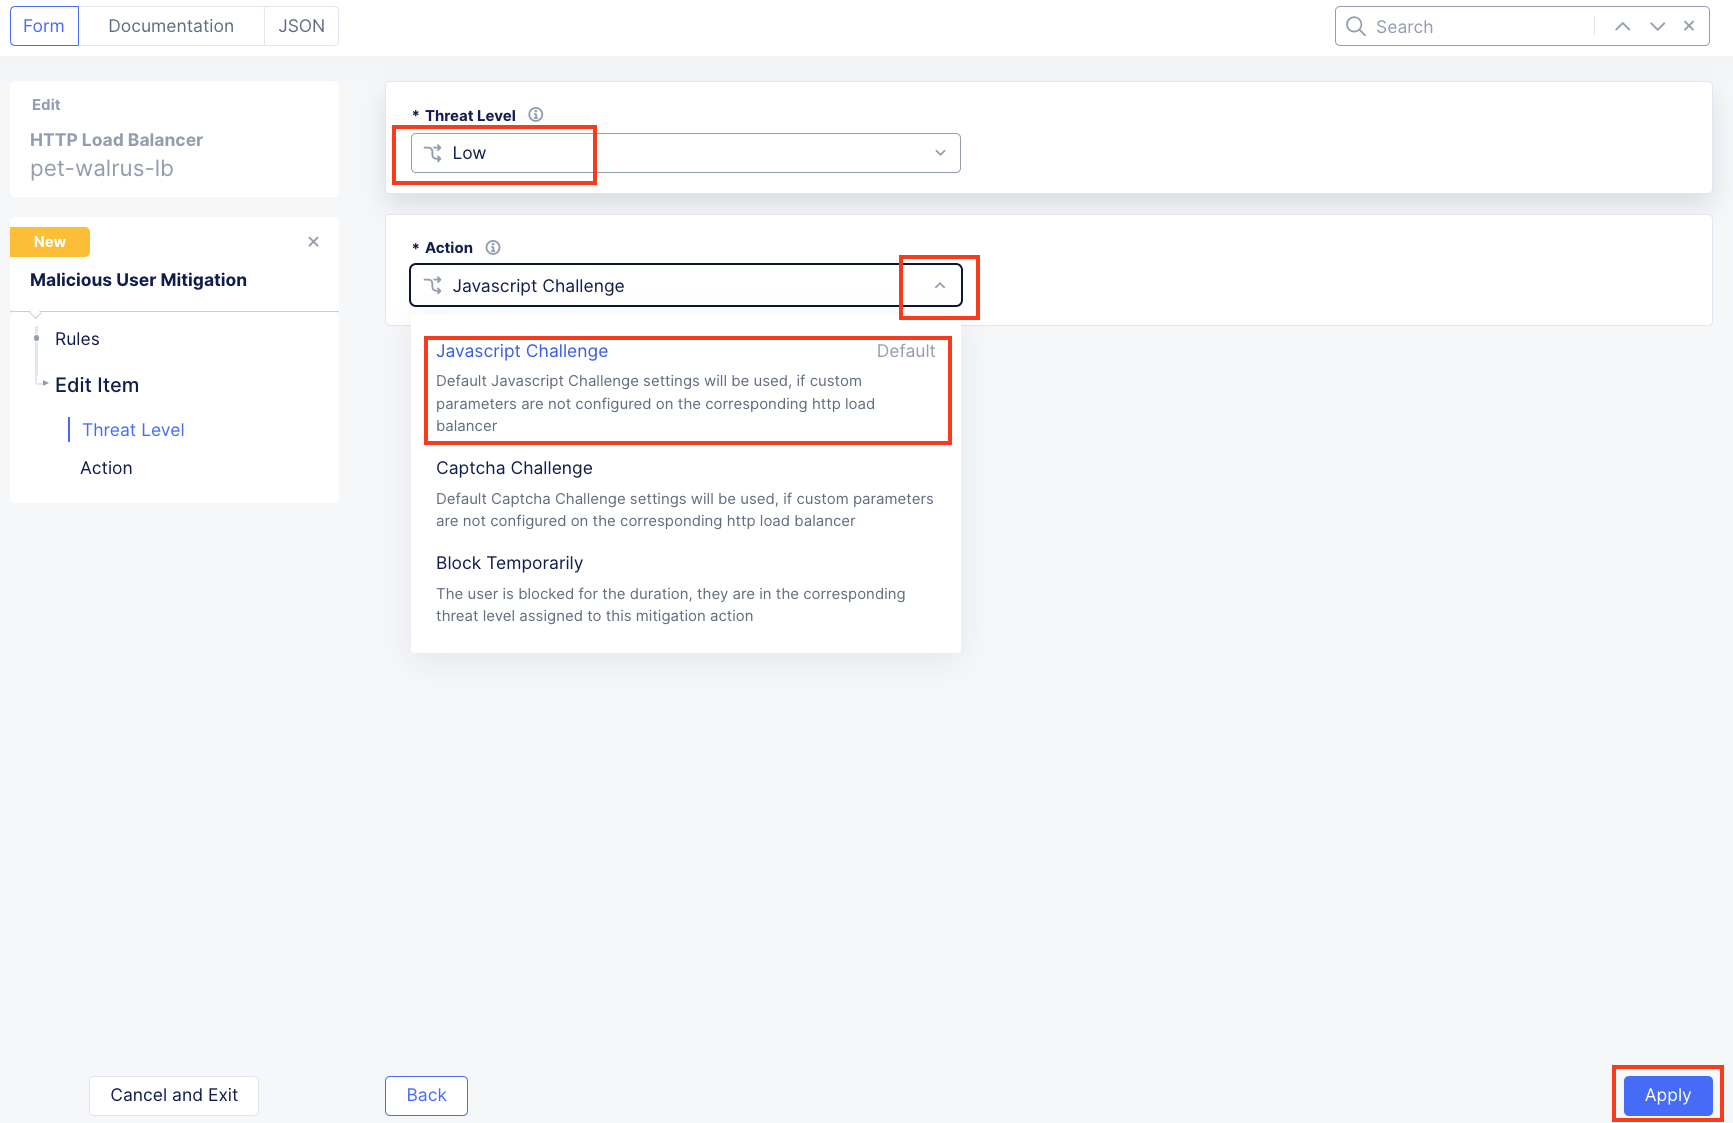 Form
Documentation
JSON
Search
Edit
HTTP Load Balancer
pet-walrus-lb
New
Malicious User Mitigation
Rules
Edit Item
Threat Level
Action
* Threat Level
Low
* Action
Javascript Challenge
Javascript Challenge Default
Default Javascript Challenge settings will be used, if custom
parameters are not configured on the corresponding http load
balancer
Captcha Challenge
Default Captcha Challenge settings will be used, if custom parameters
are not configured on the corresponding http load balancer
Block Temporarily
The user is blocked for the duration, they are in the corresponding
threat level assigned to this mitigation action
Cancel and Exit
Back
Apply